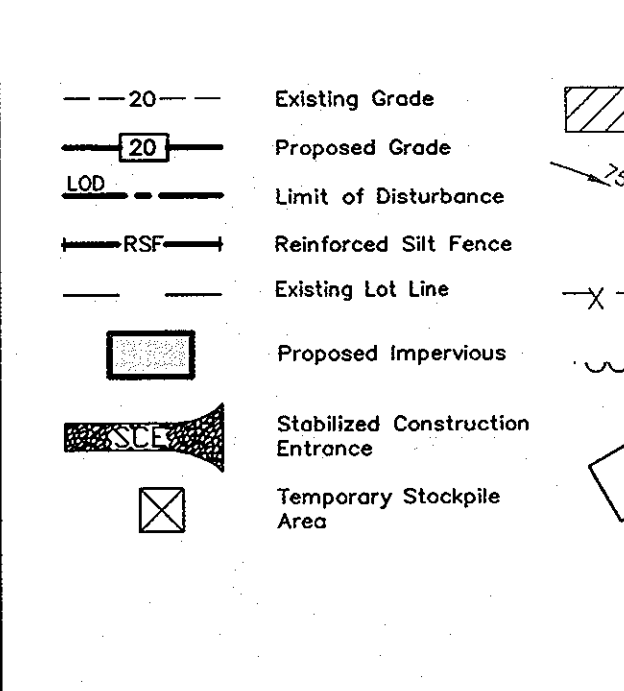 20 Existing Grade
20 Proposed Grade
LOD Limit of Disturbance
RSF Reinforced Silt Fence
Existing Lot Line
Proposed Impervious
SCE Stabilized Construction
Entrance
Temporary Stockpile
Area
75
X